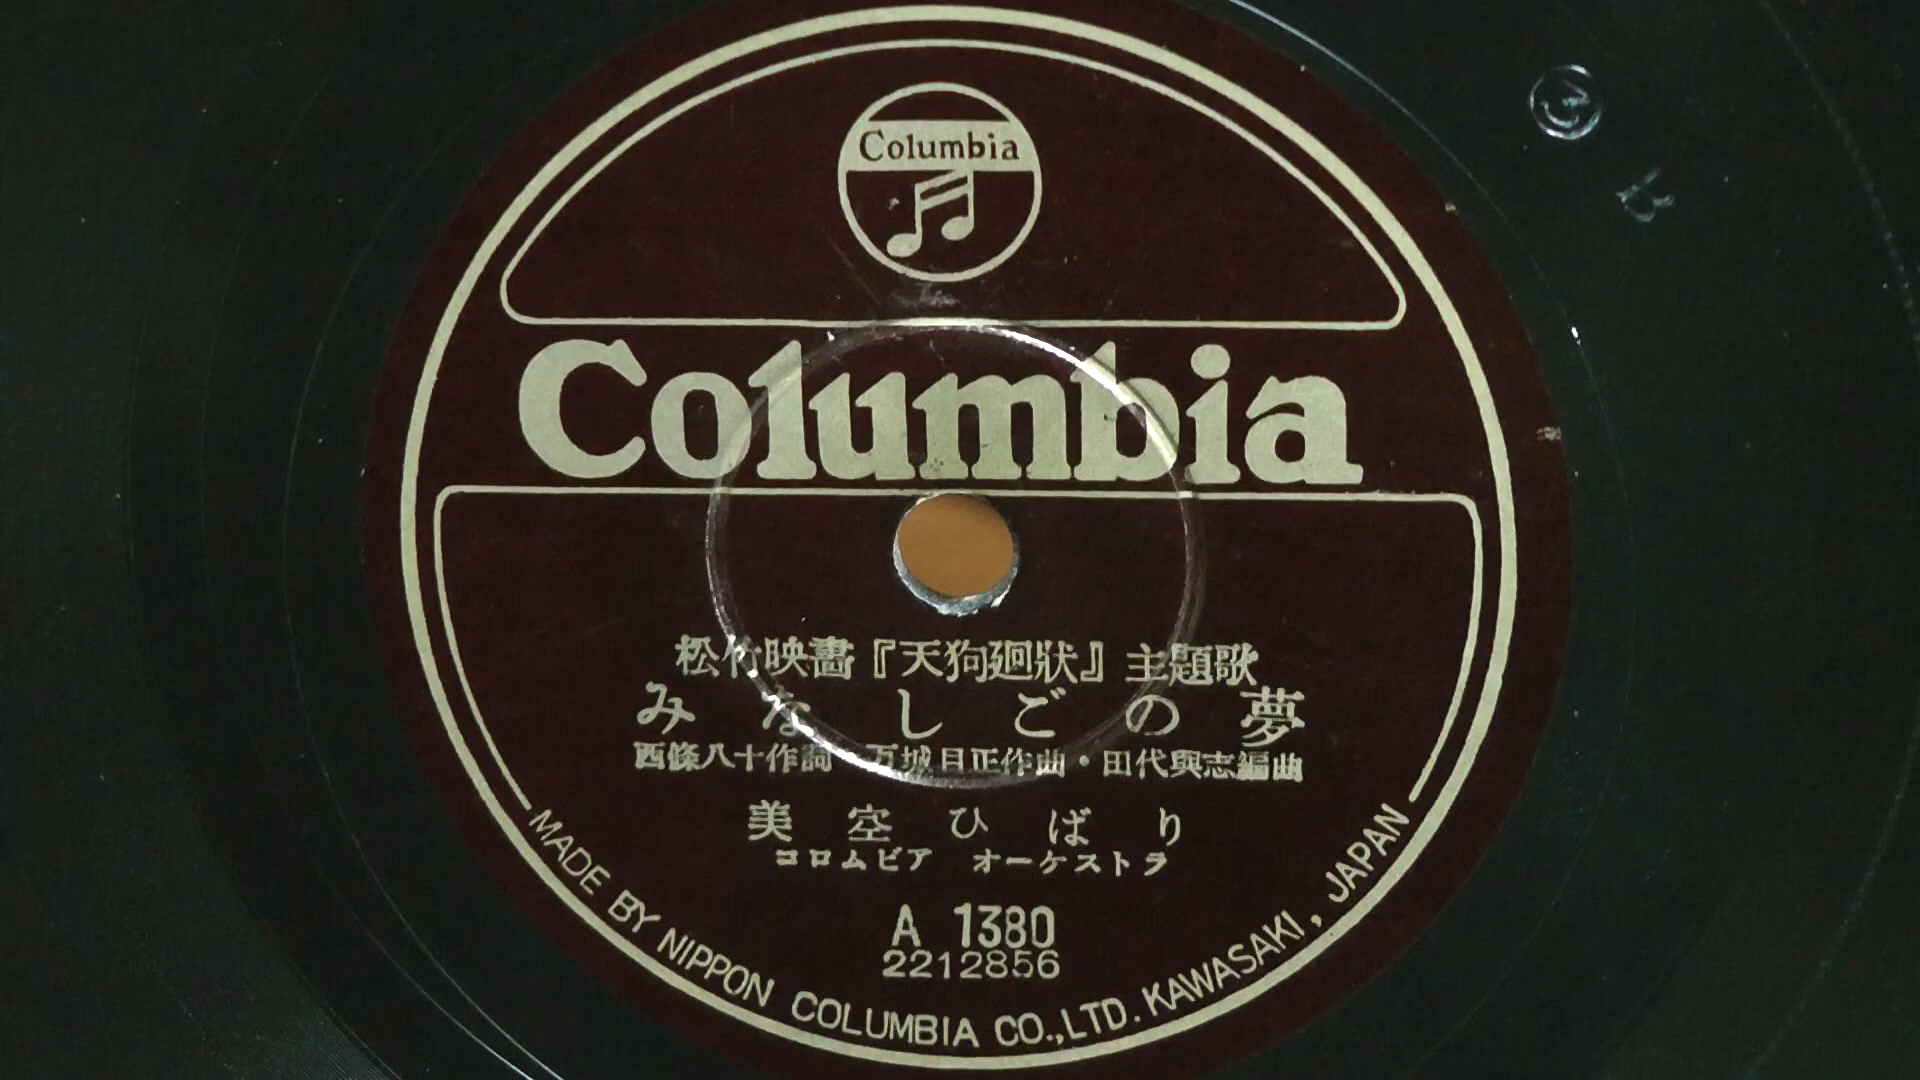 Columbia
Columbia
松竹映畵『天狗廻狀』主題歌
みなしごの夢
西條八十作詞・万城目正作曲・田代與志編曲
美空ひばり
コロムビア オーケストラ
A 1380
2212856
MADE BY NIPPON COLUMBIA CO.,LTD. KAWASAKI, JAPAN